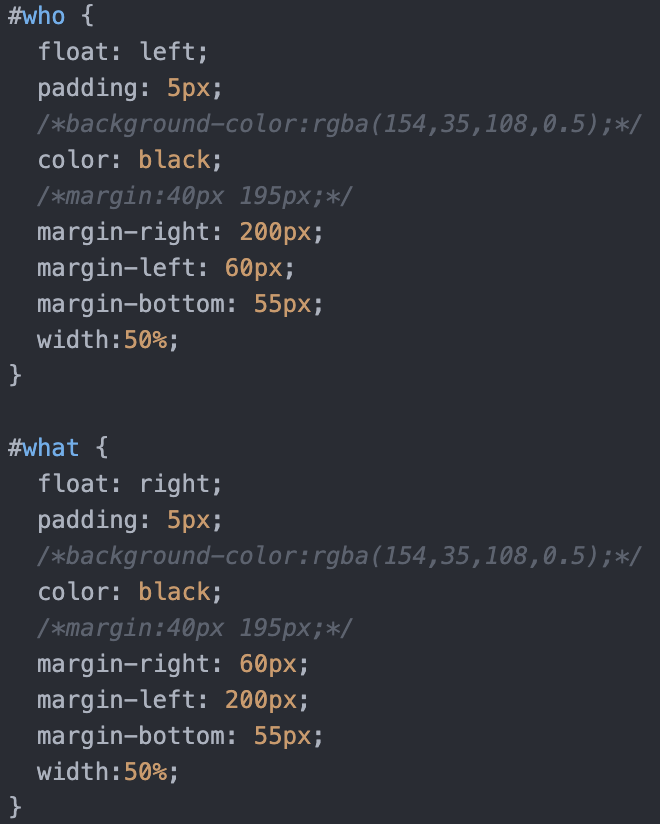 #who {
  float: left;
  padding: 5px;
  /*background-color:rgba(154,35,108,0.5);*/
  color: black;
  /*margin:40px 195px;*/
  margin-right: 200px;
  margin-left: 60px;
  margin-bottom: 55px;
  width:50%;
}

#what {
  float: right;
  padding: 5px;
  /*background-color:rgba(154,35,108,0.5);*/
  color: black;
  /*margin:40px 195px;*/
  margin-right: 60px;
  margin-left: 200px;
  margin-bottom: 55px;
  width:50%;
}